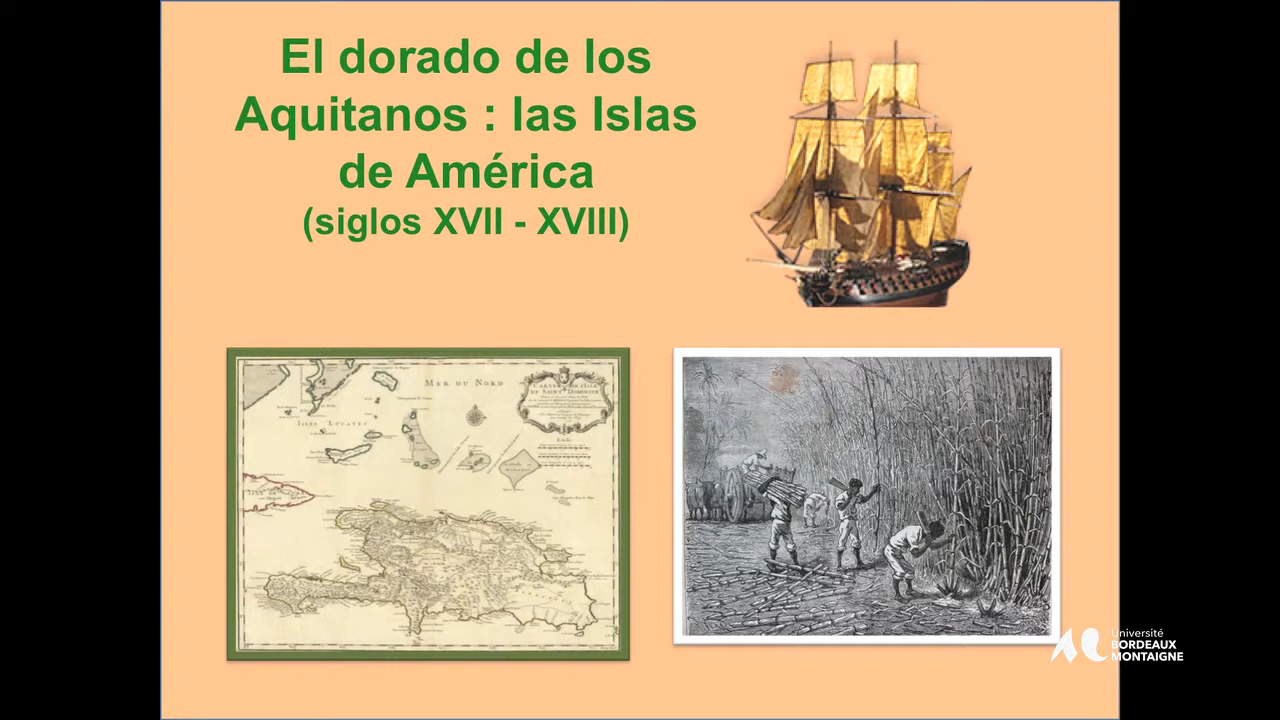 El dorado de los
Aquitanos : las Islas
de América
(siglos XVII - XVIII)
MER DU NORD
Université
BORDEAUX
MONTAIGNE